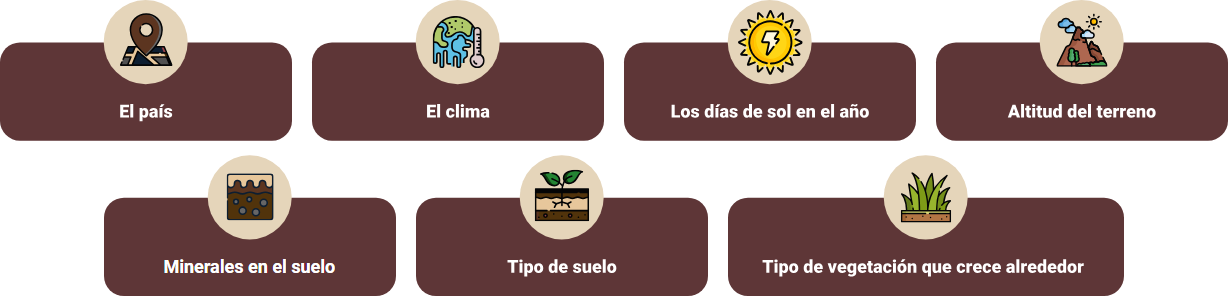 El país
El clima
Los días de sol en el año
Altitud del terreno
Minerales en el suelo
Tipo de suelo
Tipo de vegetación que crece alrededor